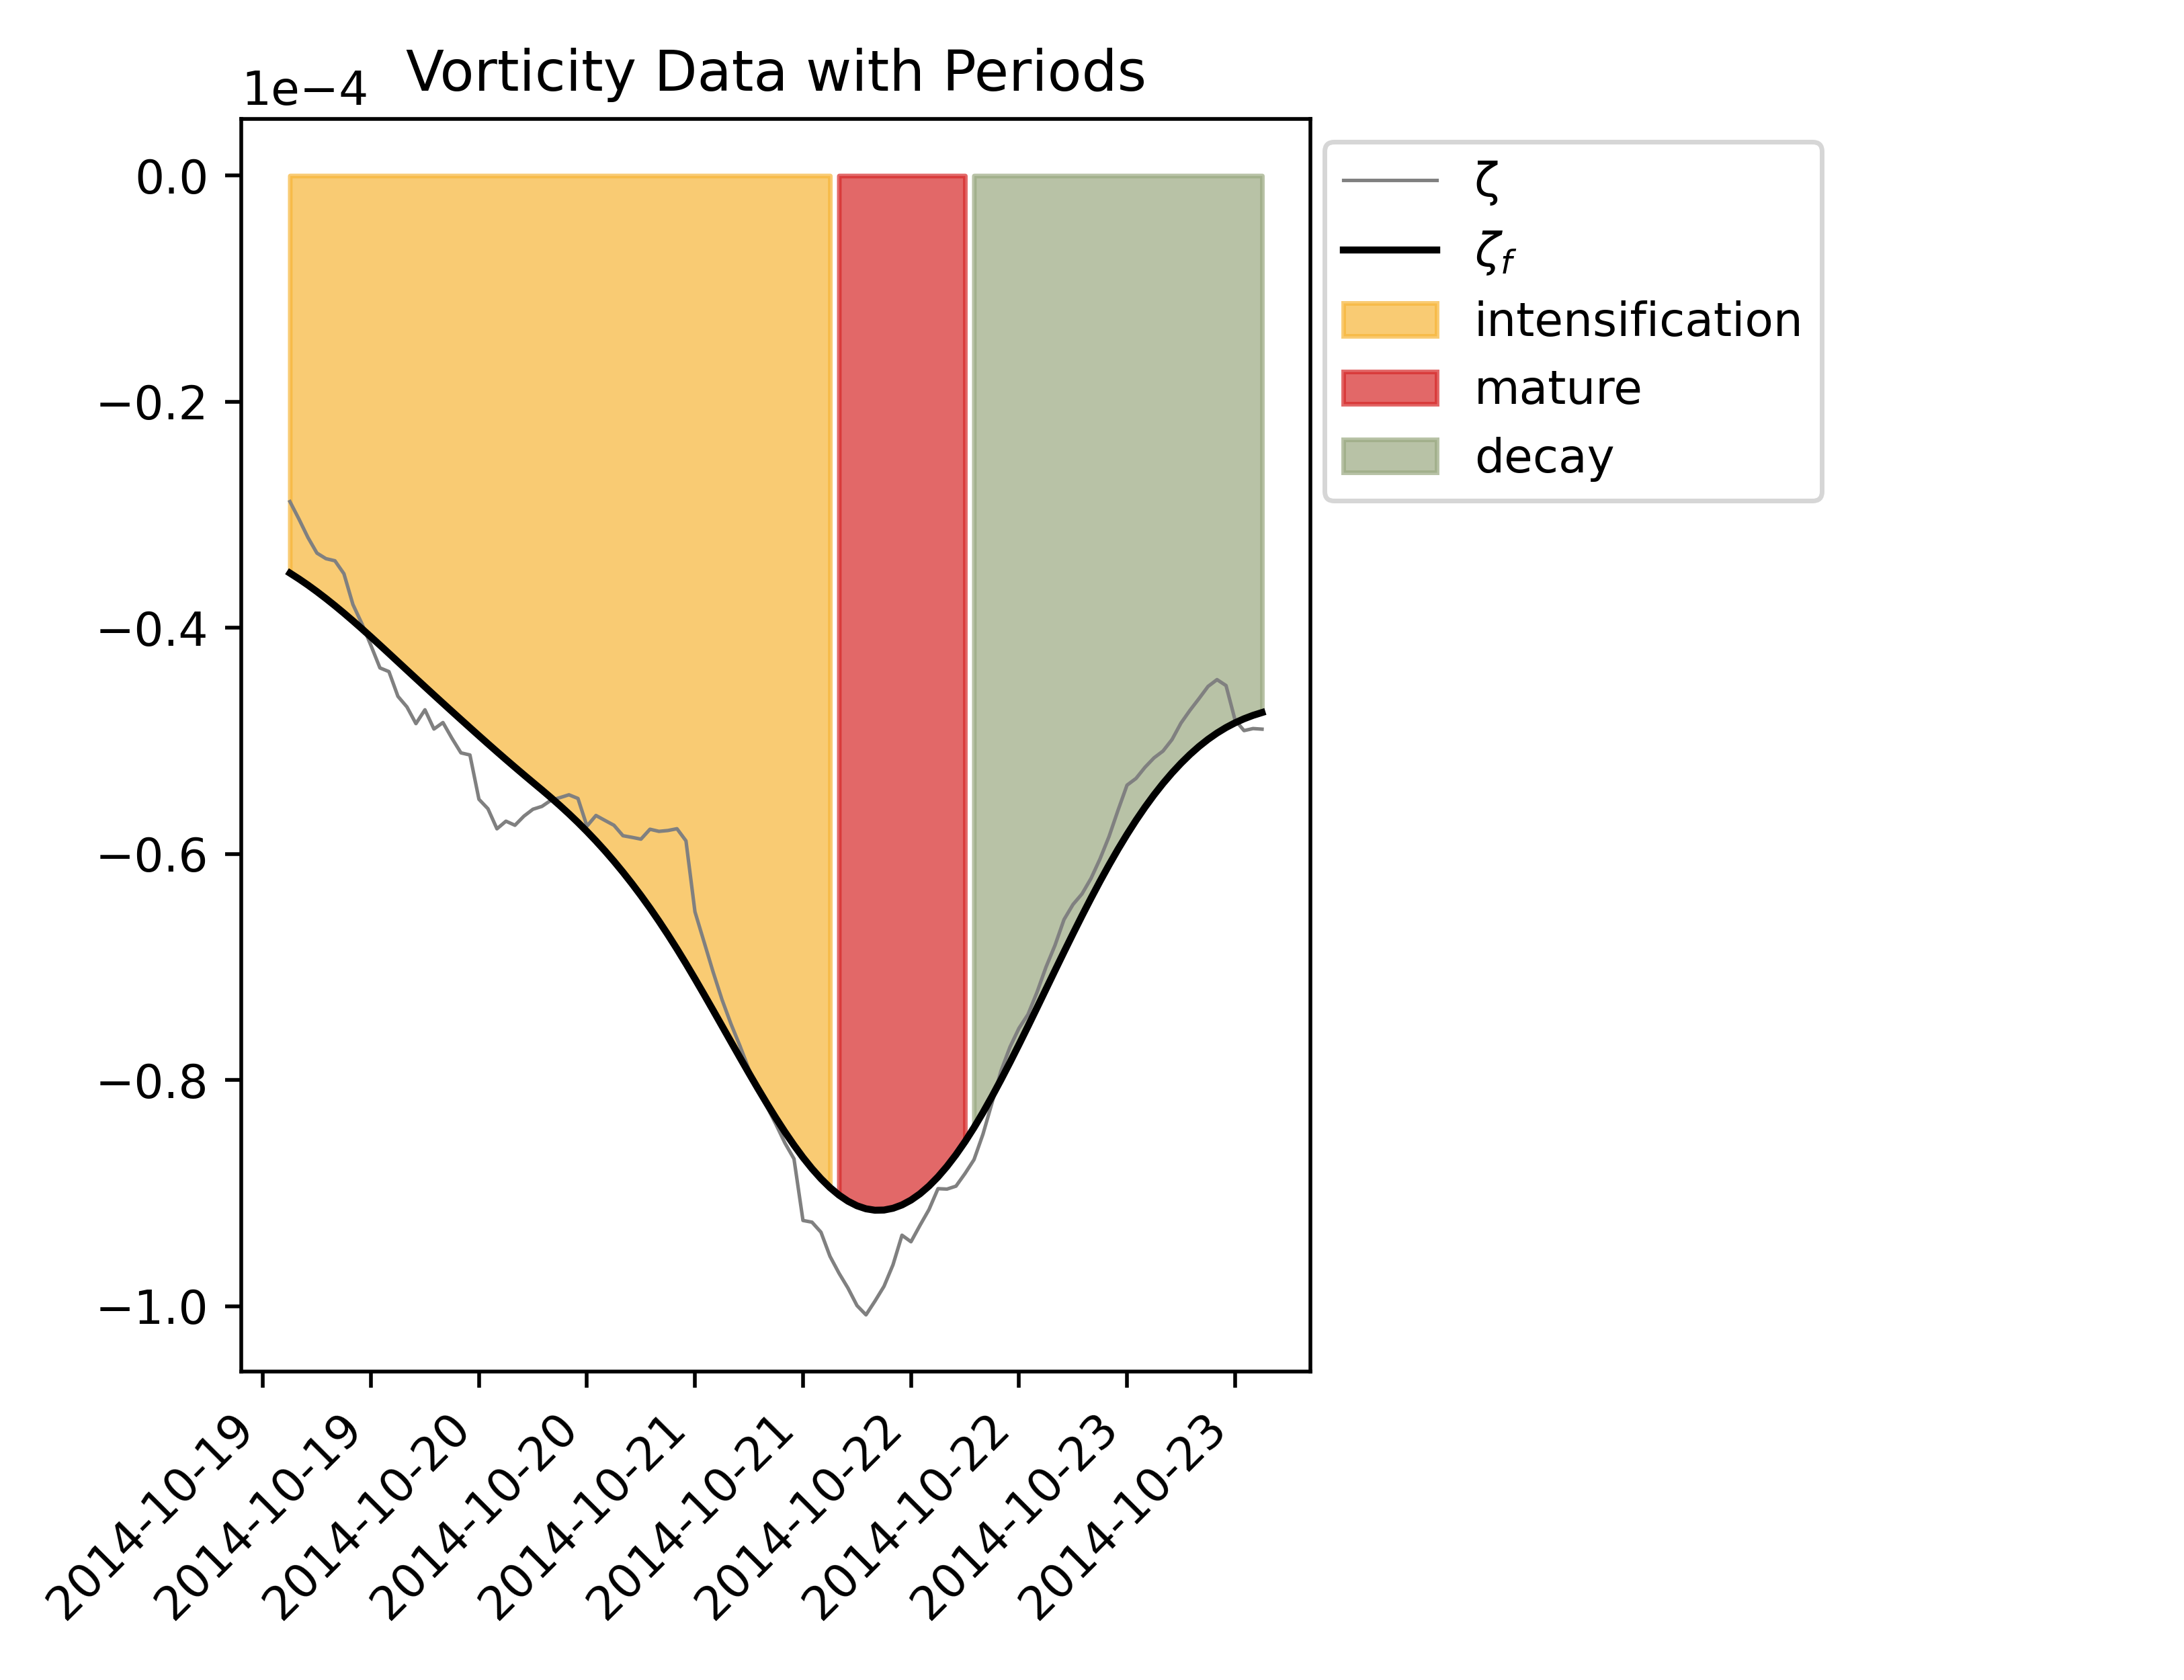 Vorticity Data with Periods
1e−4
0.0
−0.2
−0.4
−0.6
−0.8
−1.0
2014-10-19
2014-10-19
2014-10-20
2014-10-20
2014-10-21
2014-10-21
2014-10-22
2014-10-22
2014-10-23
2014-10-23
ζ
ζf
intensification
mature
decay